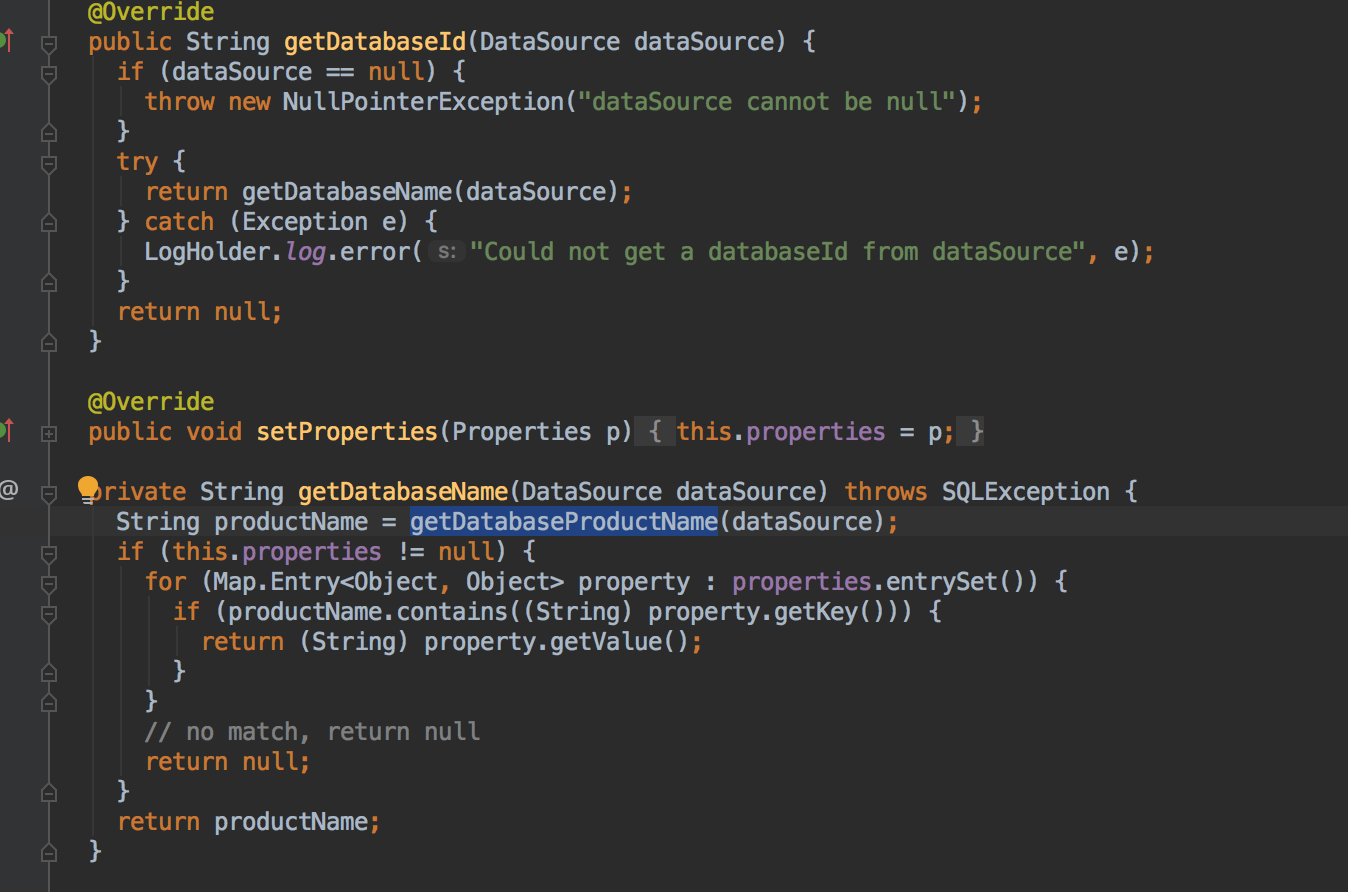 @Override
public String getDatabaseId(DataSource dataSource) {
if (dataSource == null) {
throw new NullPointerException("dataSource cannot be null");
}
try {
return getDatabaseName(dataSource);
} catch (Exception e) {
LogHolder.log.error( s: "Could not get a databaseId from dataSource", e);
}
return null;
}
@Override
public void setProperties(Properties p) { this.properties = p; }
@
private String getDatabaseName(DataSource dataSource) throws SQLException {
String productName = getDatabaseProductName(dataSource);
if (this.properties != null) {
for (Map.Entry<Object, Object> property : properties.entrySet()) {
if (productName.contains((String) property.getKey())) {
return (String) property.getValue();
}
}
// no match, return null
return null;
}
return productName;
}